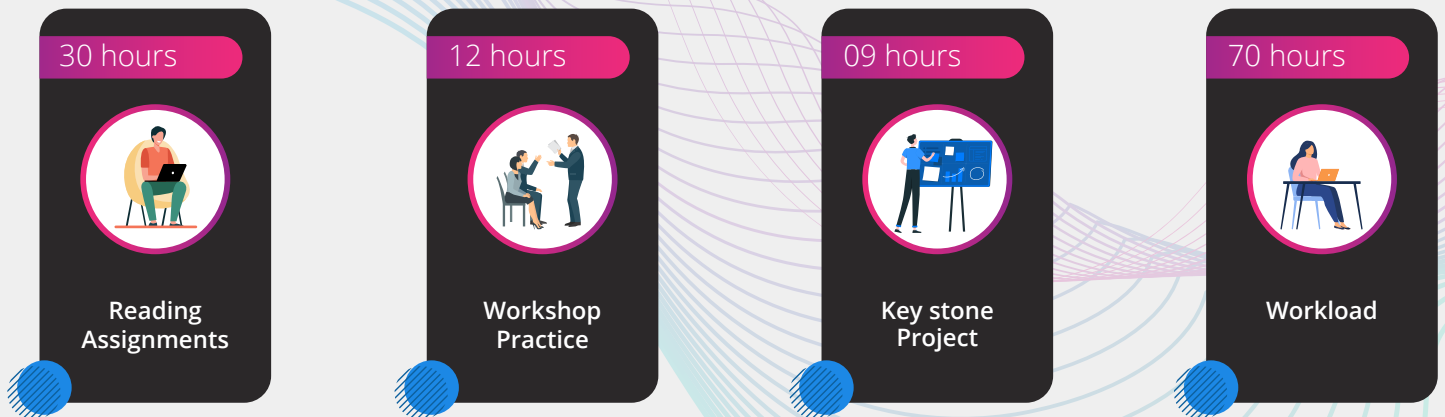 30 hours
Reading
Assignments
12 hours
Workshop
Practice
09 hours
Key stone
Project
70 hours
Workload